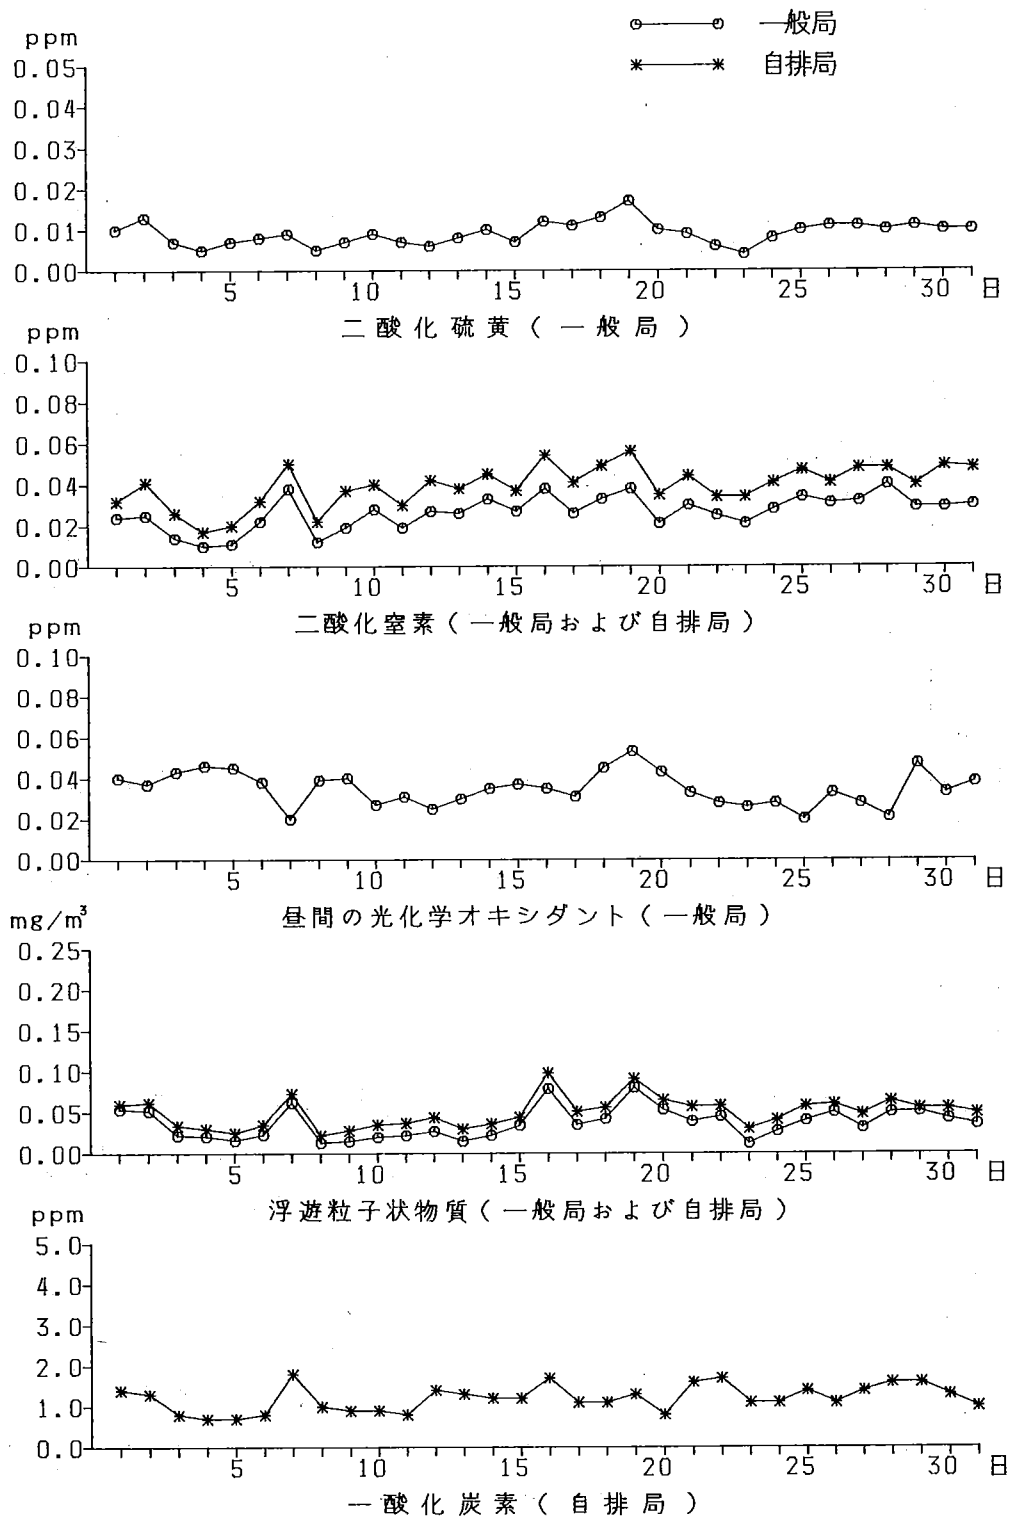 一般局
自排局
ppm
0.05
0.04
0.03
0.02
0.01
0.00
5 10 15 20 25 30 日
二酸化硫黄(一般局)
ppm
0.10
0.08
0.06
0.04
0.02
0.00
5 10 15 20 25 30 日
二酸化窒素(一般局および自排局)
ppm
0.10
0.08
0.06
0.04
0.02
0.00
5 10 15 20 25 30 日
昼間の光化学オキシダント(一般局)
mg/m³
0.25
0.20
0.15
0.10
0.05
0.00
5 10 15 20 25 30 日
浮遊粒子状物質(一般局および自排局)
ppm
5.0
4.0
3.0
2.0
1.0
0.0
5 10 15 20 25 30 日
一酸化炭素(自排局)